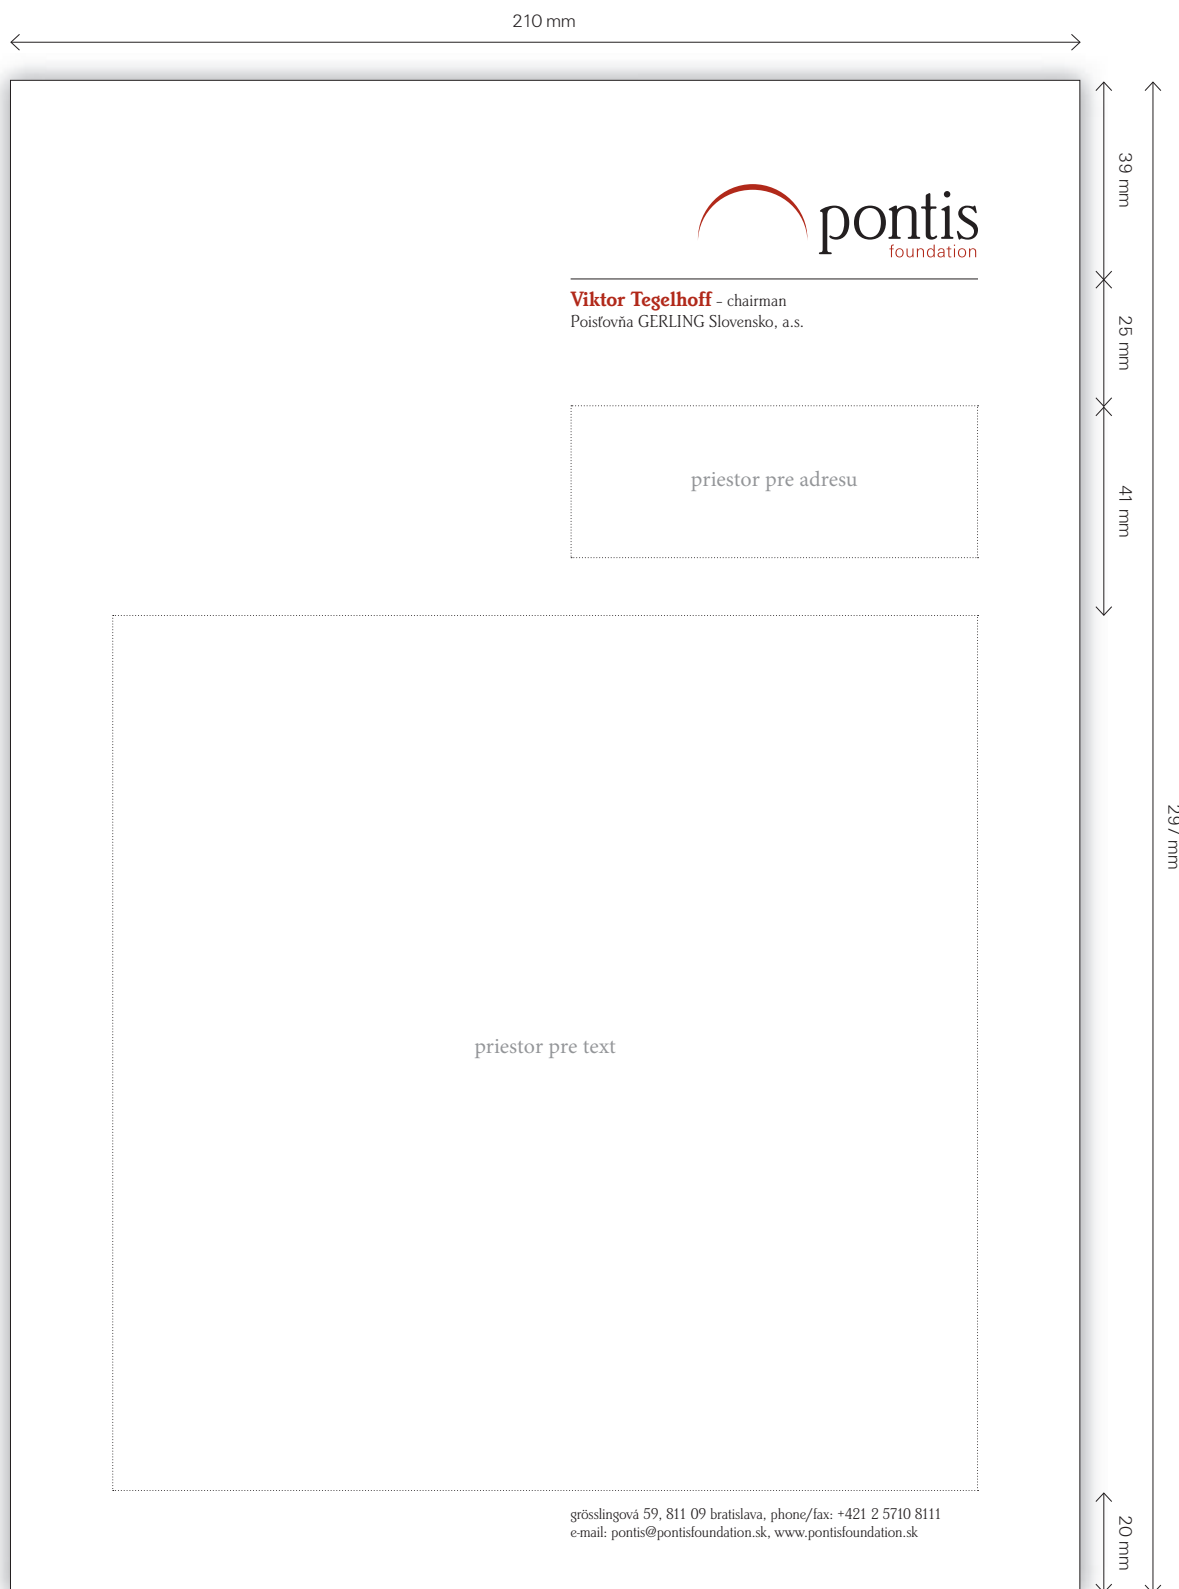 210 mm
39 mm
pontis
foundation
Viktor Tegelhoff – chairman
Poisťovňa GERLING Slovensko, a.s.
25 mm
priestor pre adresu
41 mm
297 mm
priestor pre text
grösslingová 59, 811 09 bratislava, phone/fax: +421 2 5710 8111
e-mail: pontis@pontisfoundation.sk, www.pontisfoundation.sk
20 mm